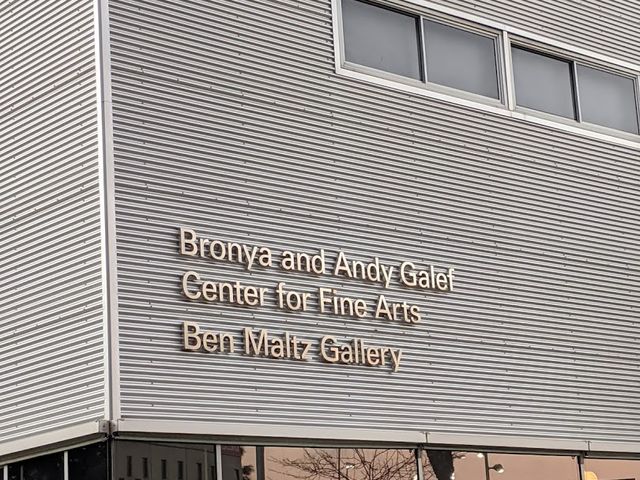 Bronya and Andy Galef
Center for Fine Arts
Ben Maltz Gallery